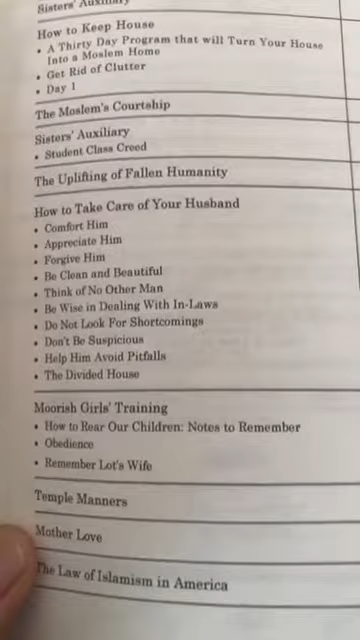 Sisters' Auxiliary
How to Keep House
• A Thirty Day Program that will Turn Your House
Into a Moslem Home
• Get Rid of Clutter
• Day 1
The Moslem's Courtship
Sisters' Auxiliary
• Student Class Creed
The Uplifting of Fallen Humanity
How to Take Care of Your Husband
• Comfort Him
• Appreciate Him
• Forgive Him
• Be Clean and Beautiful
• Think of No Other Man
• Be Wise in Dealing With In-Laws
• Do Not Look For Shortcomings
• Don't Be Suspicious
• Help Him Avoid Pitfalls
• The Divided House
Moorish Girls' Training
• How to Rear Our Children: Notes to Remember
• Obedience
• Remember Lot's Wife
Temple Manners
Mother Love
The Law of Islamism in America